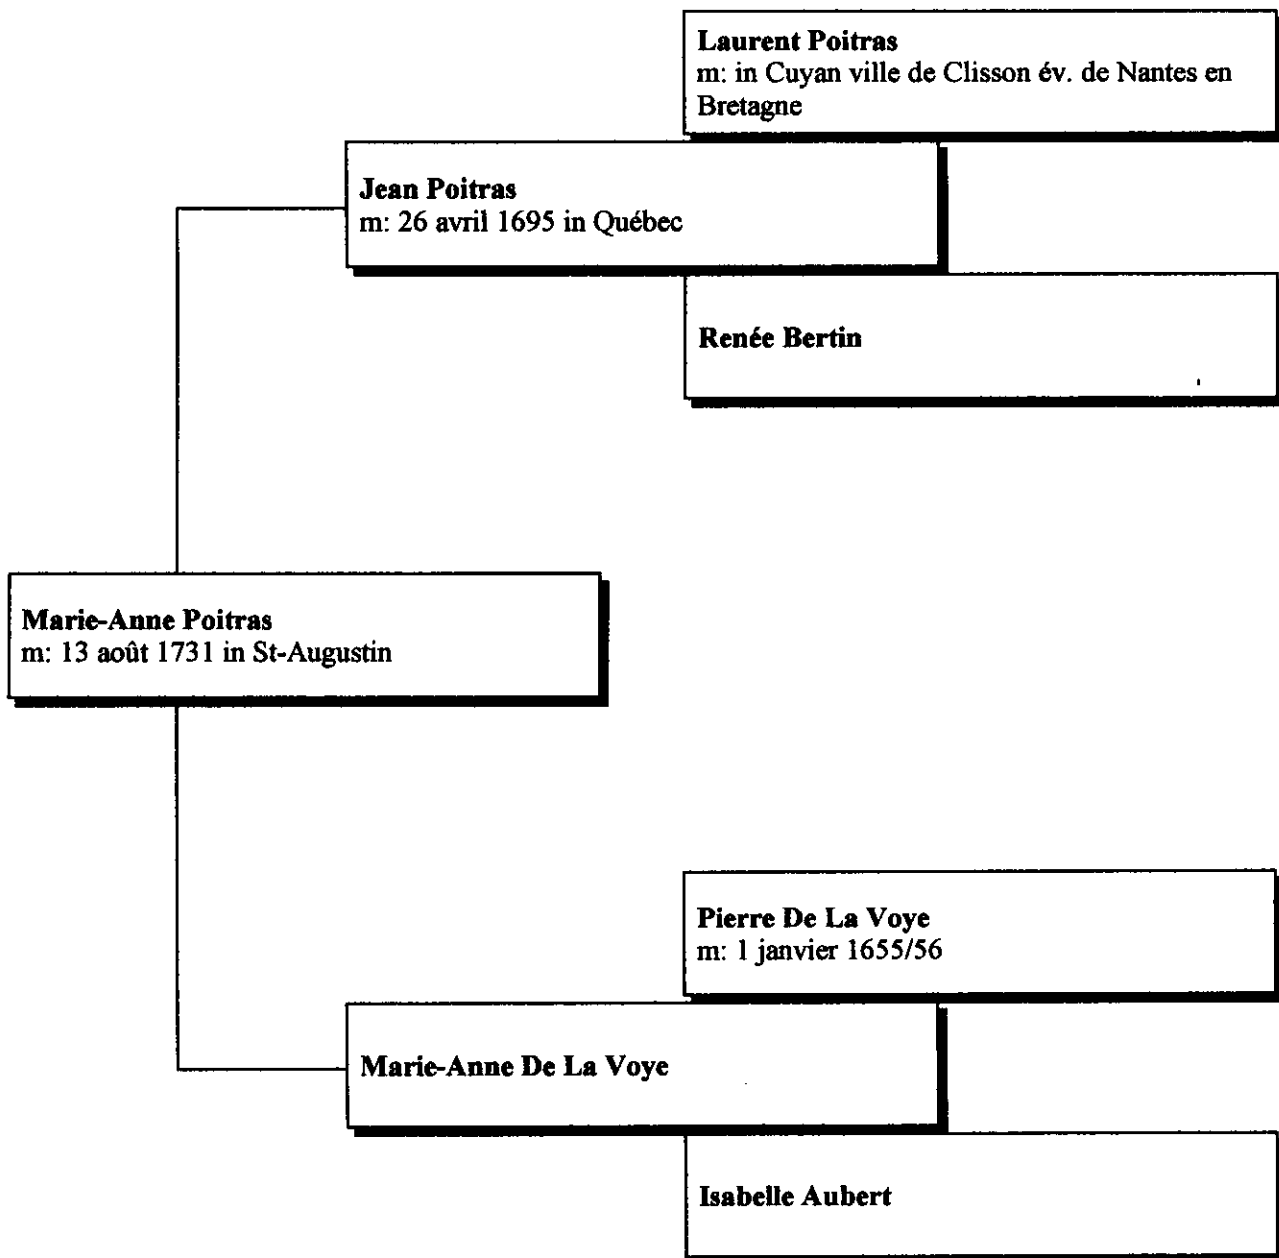 Laurent Poitras
m: in Cuyan ville de Clisson év. de Nantes en
Bretagne
Jean Poitras
m: 26 avril 1695 in Québec
Renée Bertin
Marie-Anne Poitras
m: 13 août 1731 in St-Augustin
Pierre De La Voye
m: 1 janvier 1655/56
Marie-Anne De La Voye
Isabelle Aubert